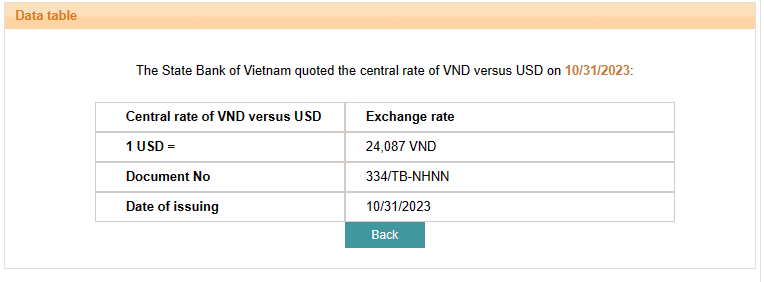 Data table
The State Bank of Vietnam quoted the central rate of VND versus USD on 10/31/2023:
Central rate of VND versus USD Exchange rate
1 USD = 24,087 VND
Document No 334/TB-NHNN
Date of issuing 10/31/2023
Back